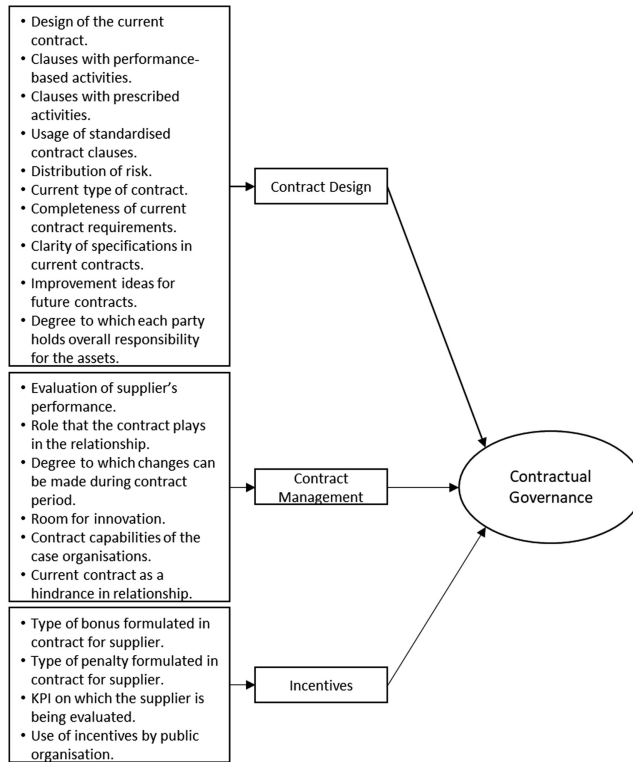 • Design of the current
contract.
• Clauses with performance-
based activities.
• Clauses with prescribed
activities.
• Usage of standardised
contract clauses.
• Distribution of risk.
• Current type of contract.
• Completeness of current
contract requirements.
• Clarity of specifications in
current contracts.
• Improvement ideas for
future contracts.
• Degree to which each party
holds overall responsibility
for the assets.
Contract Design
• Evaluation of supplier's
performance.
• Role that the contract plays
in the relationship.
• Degree to which changes can
be made during contract
period.
• Room for innovation.
• Contract capabilities of the
case organisations.
• Current contract as a
hindrance in relationship.
Contract
Management
Contractual
Governance
• Type of bonus formulated in
contract for supplier.
• Type of penalty formulated in
contract for supplier.
• KPI on which the supplier is
being evaluated.
• Use of incentives by public
organisation.
Incentives